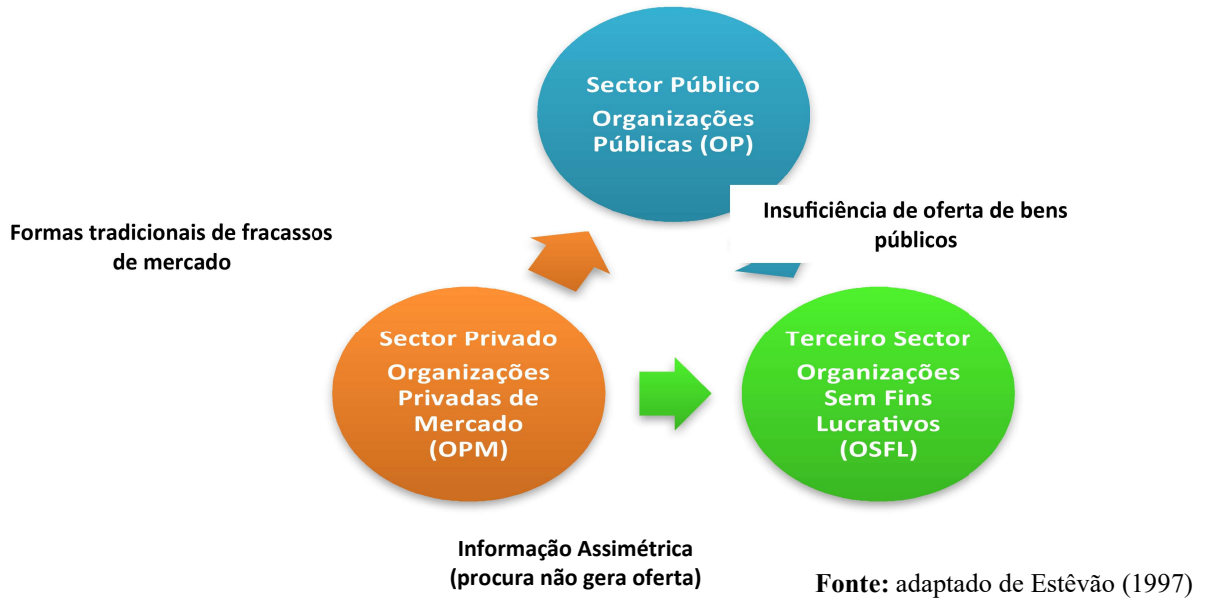 Sector Público
Organizações
Públicas (OP)
Insuficiência de oferta de bens
públicos
Formas tradicionais de fracassos
de mercado
Sector Privado
Organizações
Privadas de
Mercado
(OPM)
Terceiro Sector
Organizações
Sem Fins
Lucrativos
(OSFL)
Informação Assimétrica
(procura não gera oferta)
Fonte: adaptado de Estêvão (1997)